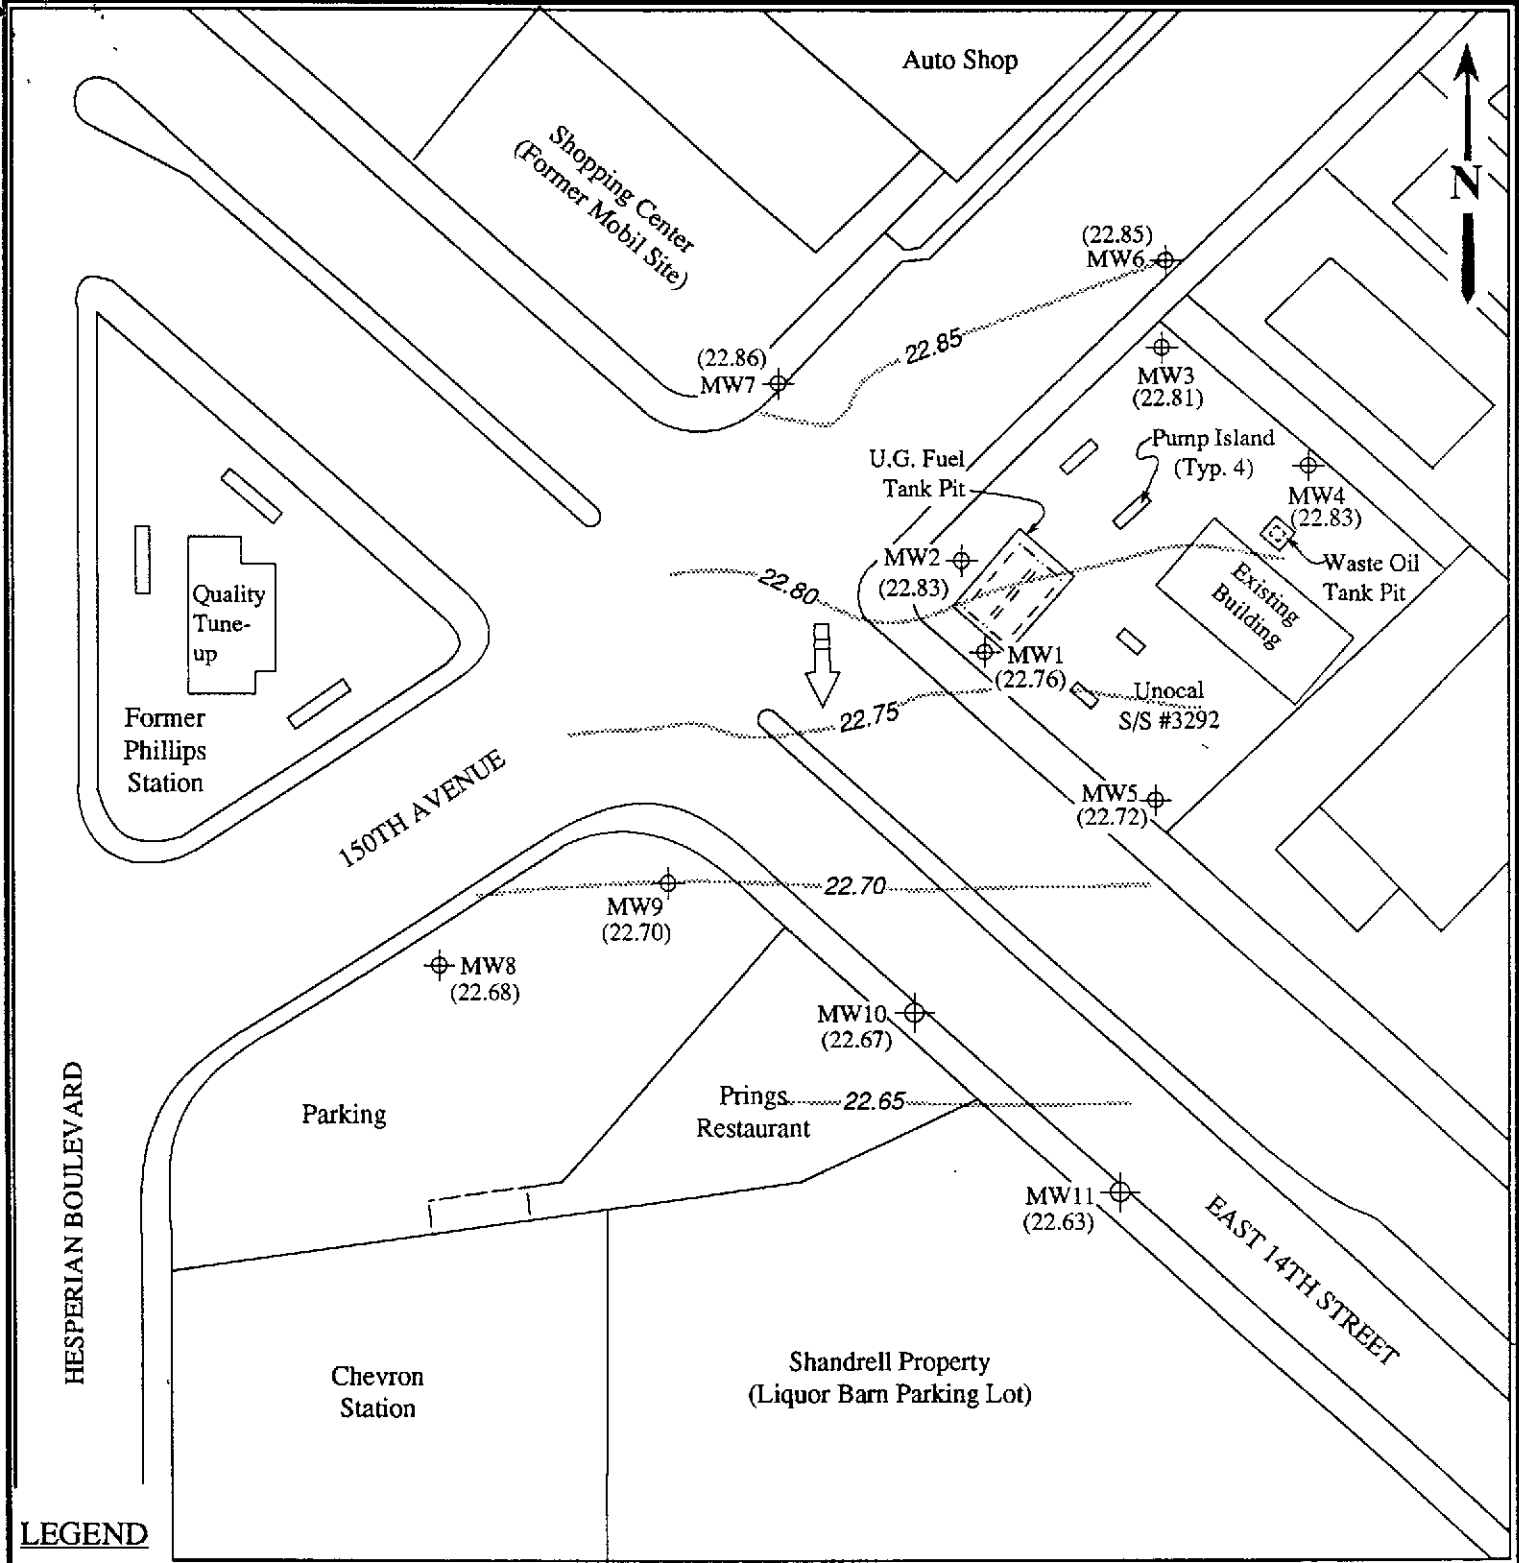 Auto Shop
Shopping Center
(Former Mobil Site)
N
(22.85)
MW6
22.85
(22.86)
MW7
MW3
(22.81)
Pump Island
(Typ. 4)
U.G. Fuel
Tank Pit
MW4
(22.83)
MW2
(22.83)
22.80
Waste Oil
Tank Pit
Existing
Building
Quality
Tune-
up
MW1
(22.76)
Unocal
S/S #3292
22.75
Former
Phillips
Station
150TH AVENUE
MW5
(22.72)
22.70
MW9
(22.70)
MW8
(22.68)
MW10
(22.67)
Prings
Restaurant
22.65
Parking
HESPERIAN BOULEVARD
MW11
(22.63)
EAST 14TH STREET
Chevron
Station
Shandrell Property
(Liquor Barn Parking Lot)
LEGEND